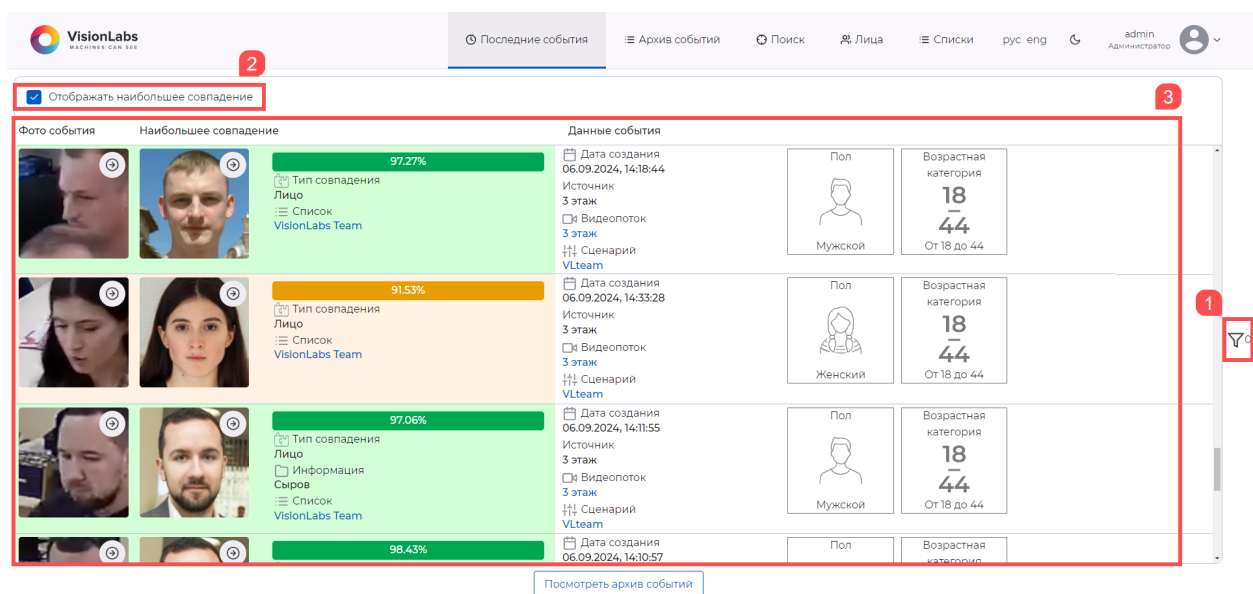 VisionLabs
MACHINES CAN SEE
Последние события
Архив событий
Поиск
Лица
Списки
рус eng
admin
Администратор
2
Отображать наибольшее совпадение
3
Фото события Наибольшее совпадение Данные события
97.27%
Тип совпадения
Лицо
Список
VisionLabs Team
Дата создания
06.09.2024, 14:18:44
Источник
3 этаж
Видеопоток
3 этаж
Сценарий
VLteam
Пол
Мужской
Возрастная
категория
18
–
44
От 18 до 44
91.53%
Тип совпадения
Лицо
Список
VisionLabs Team
Дата создания
06.09.2024, 14:33:28
Источник
3 этаж
Видеопоток
3 этаж
Сценарий
VLteam
Пол
Женский
Возрастная
категория
18
–
44
От 18 до 44
1
0
97.06%
Тип совпадения
Лицо
Информация
Сыров
Список
VisionLabs Team
Дата создания
06.09.2024, 14:11:55
Источник
3 этаж
Видеопоток
3 этаж
Сценарий
VLteam
Пол
Мужской
Возрастная
категория
18
–
44
От 18 до 44
98.43%
Дата создания
06.09.2024, 14:10:57
Пол
Возрастная
категория
Посмотреть архив событий